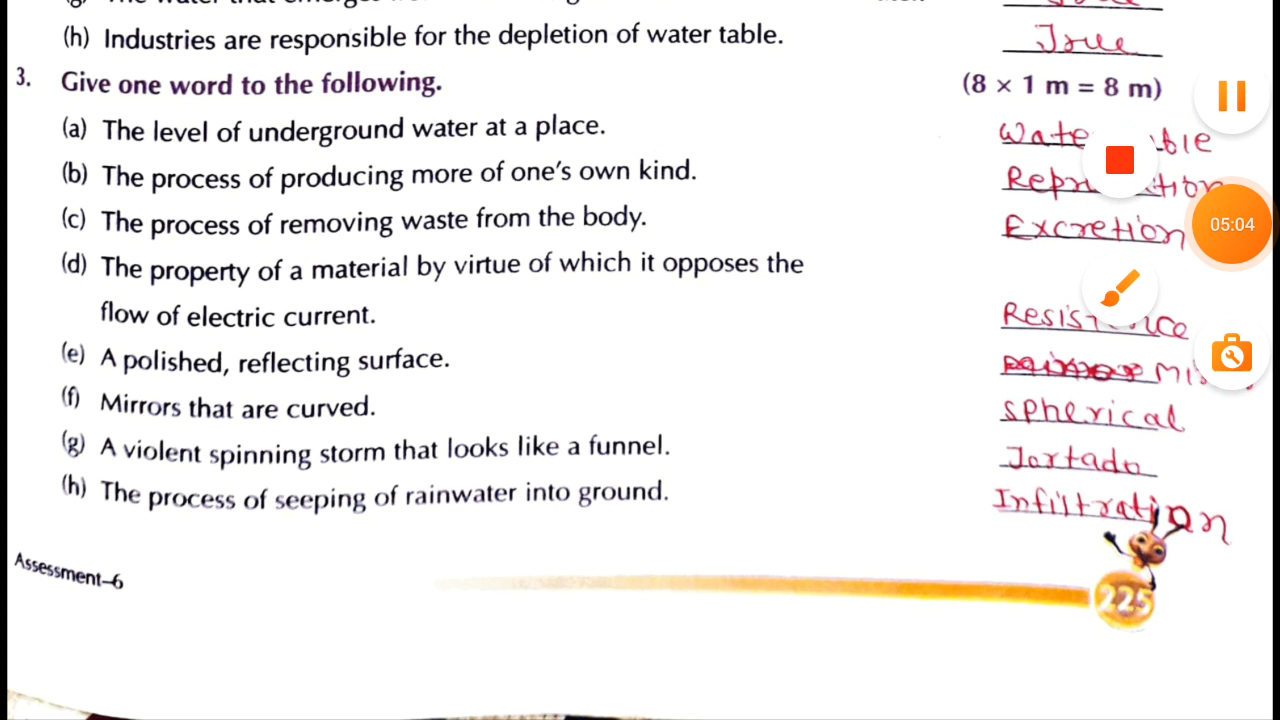 (h) Industries are responsible for the depletion of water table. True
3. Give one word to the following. (8 × 1 m = 8 m)
(a) The level of underground water at a place.
(b) The process of producing more of one's own kind.
(c) The process of removing waste from the body. Excretion
05:04
(d) The property of a material by virtue of which it opposes the
flow of electric current.
(e) A polished, reflecting surface.
(f) Mirrors that are curved. spherical
(g) A violent spinning storm that looks like a funnel. Tortado
(h) The process of seeping of rainwater into ground. Infiltration
Assessment–6
225